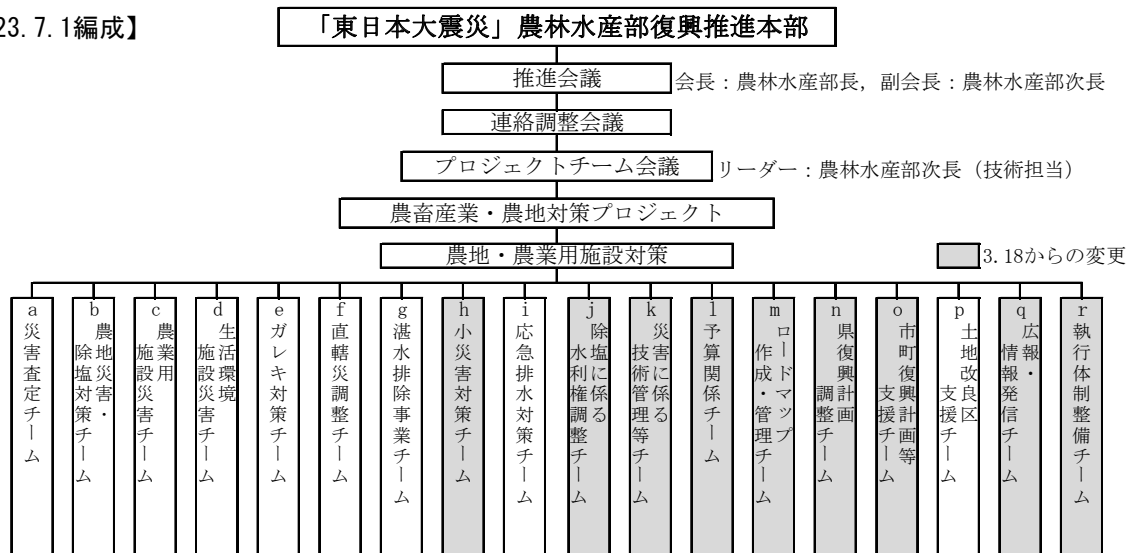 23.7.1編成】
「東日本大震災」農林水産部復興推進本部
推進会議
会長：農林水産部長，副会長：農林水産部次長
連絡調整会議
プロジェクトチーム会議
リーダー：農林水産部次長（技術担当）
農畜産業・農地対策プロジェクト
農地・農業用施設対策
3.18からの変更
a
災害査定チーム
b
農地災害・
除塩対策チーム
c
農業用
施設災害チーム
d
生活環境
施設災害チーム
e
ガレキ対策チーム
f
直轄災調整チーム
g
湛水排除事業チーム
h
小災害対策チーム
i
応急排水対策チーム
j
除塩に係る
水利権調整チーム
k
災害に係る
技術管理等チーム
l
予算関係チーム
m
ロードマップ
作成・管理チーム
n
県復興計画
調整チーム
o
市町復興計画等
支援チーム
p
土地改良区
支援チーム
q
広報・
情報発信チーム
r
執行体制整備チーム